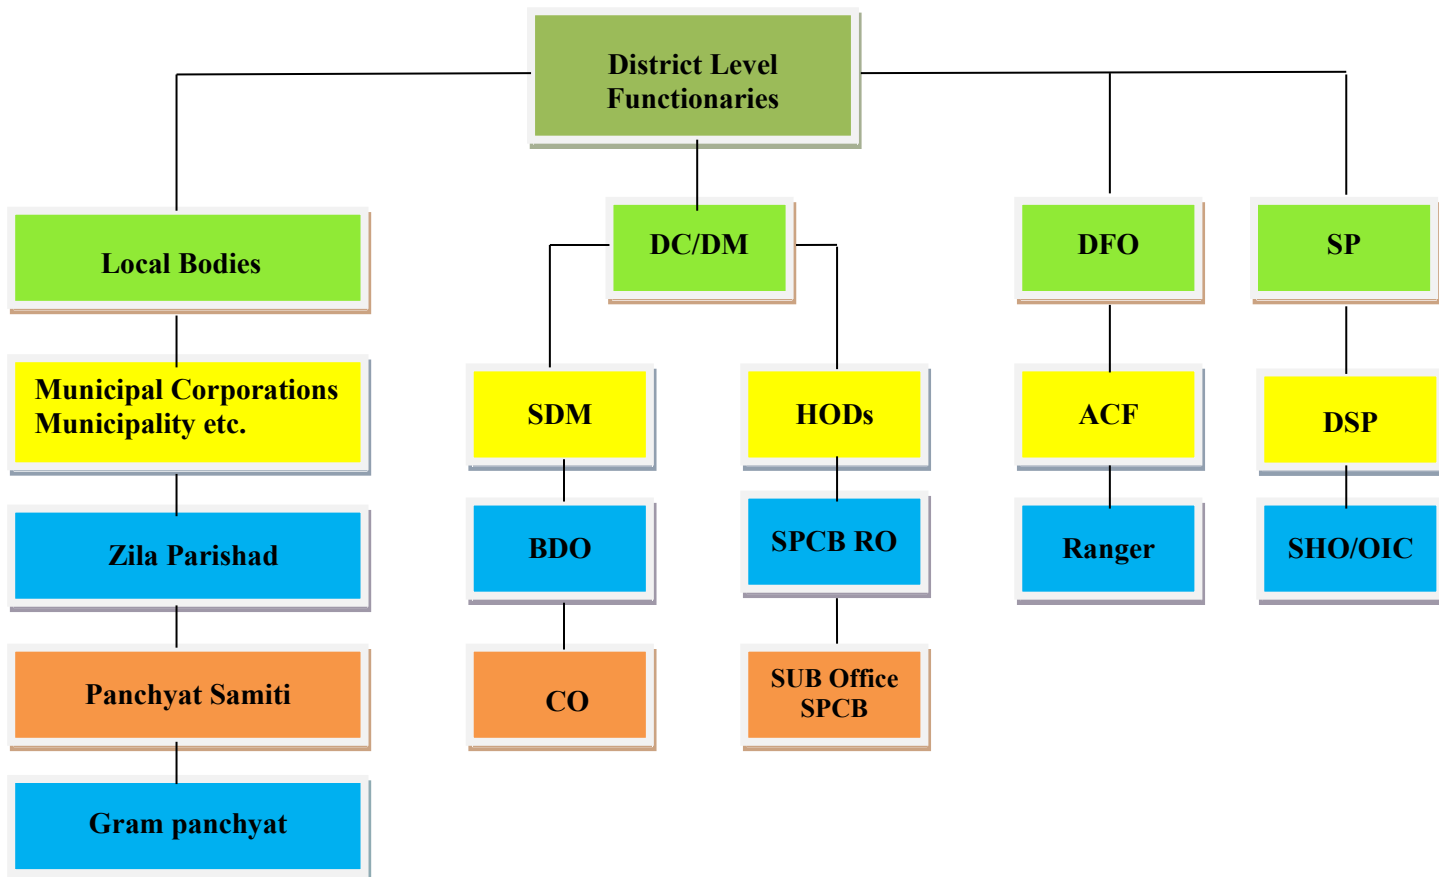 District Level
Functionaries
Local Bodies
DC/DM
DFO
SP
Municipal Corporations
Municipality etc.
SDM
HODs
ACF
DSP
Zila Parishad
BDO
SPCB RO
Ranger
SHO/OIC
Panchyat Samiti
CO
SUB Office
SPCB
Gram panchyat